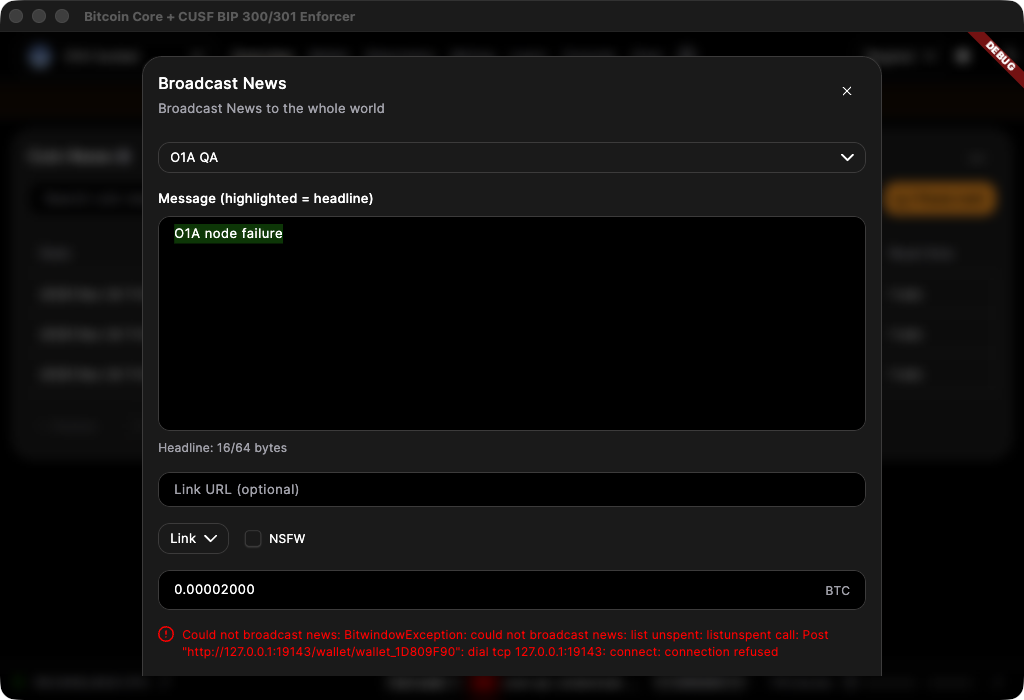 Bitcoin Core + CUSF BIP 300/301 Enforcer
DEBUG
Broadcast News
Broadcast News to the whole world
O1A QA
Message (highlighted = headline)
O1A node failure
Headline: 16/64 bytes
Link URL (optional)
Link
NSFW
0.00002000
BTC
Could not broadcast news: BitwindowException: could not broadcast news: list unspent: listunspent call: Post
"http://127.0.0.1:19143/wallet/wallet_1D809F90": dial tcp 127.0.0.1:19143: connect: connection refused